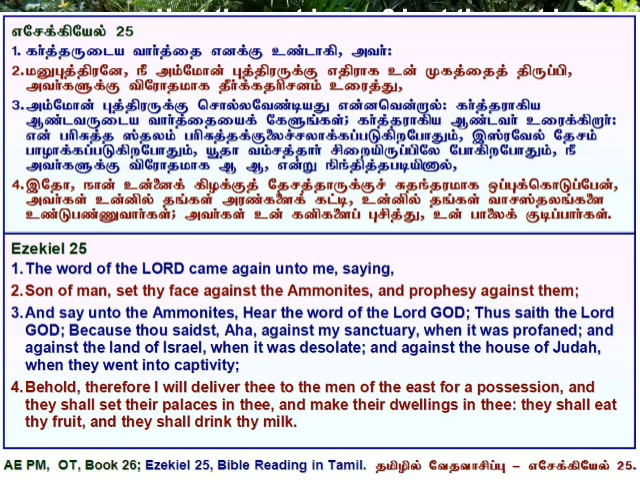 எசேக்கியேல் 25
1. கர்த்தருடைய வார்த்தை எனக்கு உண்டாகி, அவர்:
2. மனுபுத்திரனே, நீ அம்மோன் புத்திரருக்கு எதிராக உன் முகத்தைத் திருப்பி,
அவர்களுக்கு விரோதமாக தீர்க்கதரிசனம் உரைத்து,
3. அம்மோன் புத்திரருக்கு சொல்லவேண்டியது என்னவென்றால்: கர்த்தராகிய
ஆண்டவருடைய வார்த்தையைக் கேளுங்கள்; கர்த்தராகிய ஆண்டவர் உரைக்கிறார்:
என் பரிசுத்த ஸ்தலம் பரிசுத்தக்குலைச்சலாக்கப்படுகிறபோதும், இஸ்ரவேல் தேசம்
பாழாக்கப்படுகிறபோதும், யூதா வம்சத்தார் சிறையிருப்பிலே போகிறபோதும், நீ
அவர்களுக்கு விரோதமாக ஆ ஆ, என்று நிந்தித்தபடியினால்,
4. இதோ, நான் உன்னைக் கிழக்குத் தேசத்தாருக்குச் சுதந்தரமாக ஒப்புக்கொடுப்பேன்,
அவர்கள் உன்னில் தங்கள் அரண்களைக் கட்டி, உன்னில் தங்கள் வாசஸ்தலங்களை
உண்டுபண்ணுவார்கள்; அவர்கள் உன் கனிகளைப் புசித்து, உன் பாலைக் குடிப்பார்கள்.
Ezekiel 25
1. The word of the LORD came again unto me, saying,
2. Son of man, set thy face against the Ammonites, and prophesy against them;
3. And say unto the Ammonites, Hear the word of the Lord GOD; Thus saith the Lord
GOD; Because thou saidst, Aha, against my sanctuary, when it was profaned; and
against the land of Israel, when it was desolate; and against the house of Judah,
when they went into captivity;
4. Behold, therefore I will deliver thee to the men of the east for a possession, and
they shall set their palaces in thee, and make their dwellings in thee: they shall eat
thy fruit, and they shall drink thy milk.
AE PM, OT, Book 26; Ezekiel 25, Bible Reading in Tamil. தமிழில் வேதவாசிப்பு – எசேக்கியேல் 25.